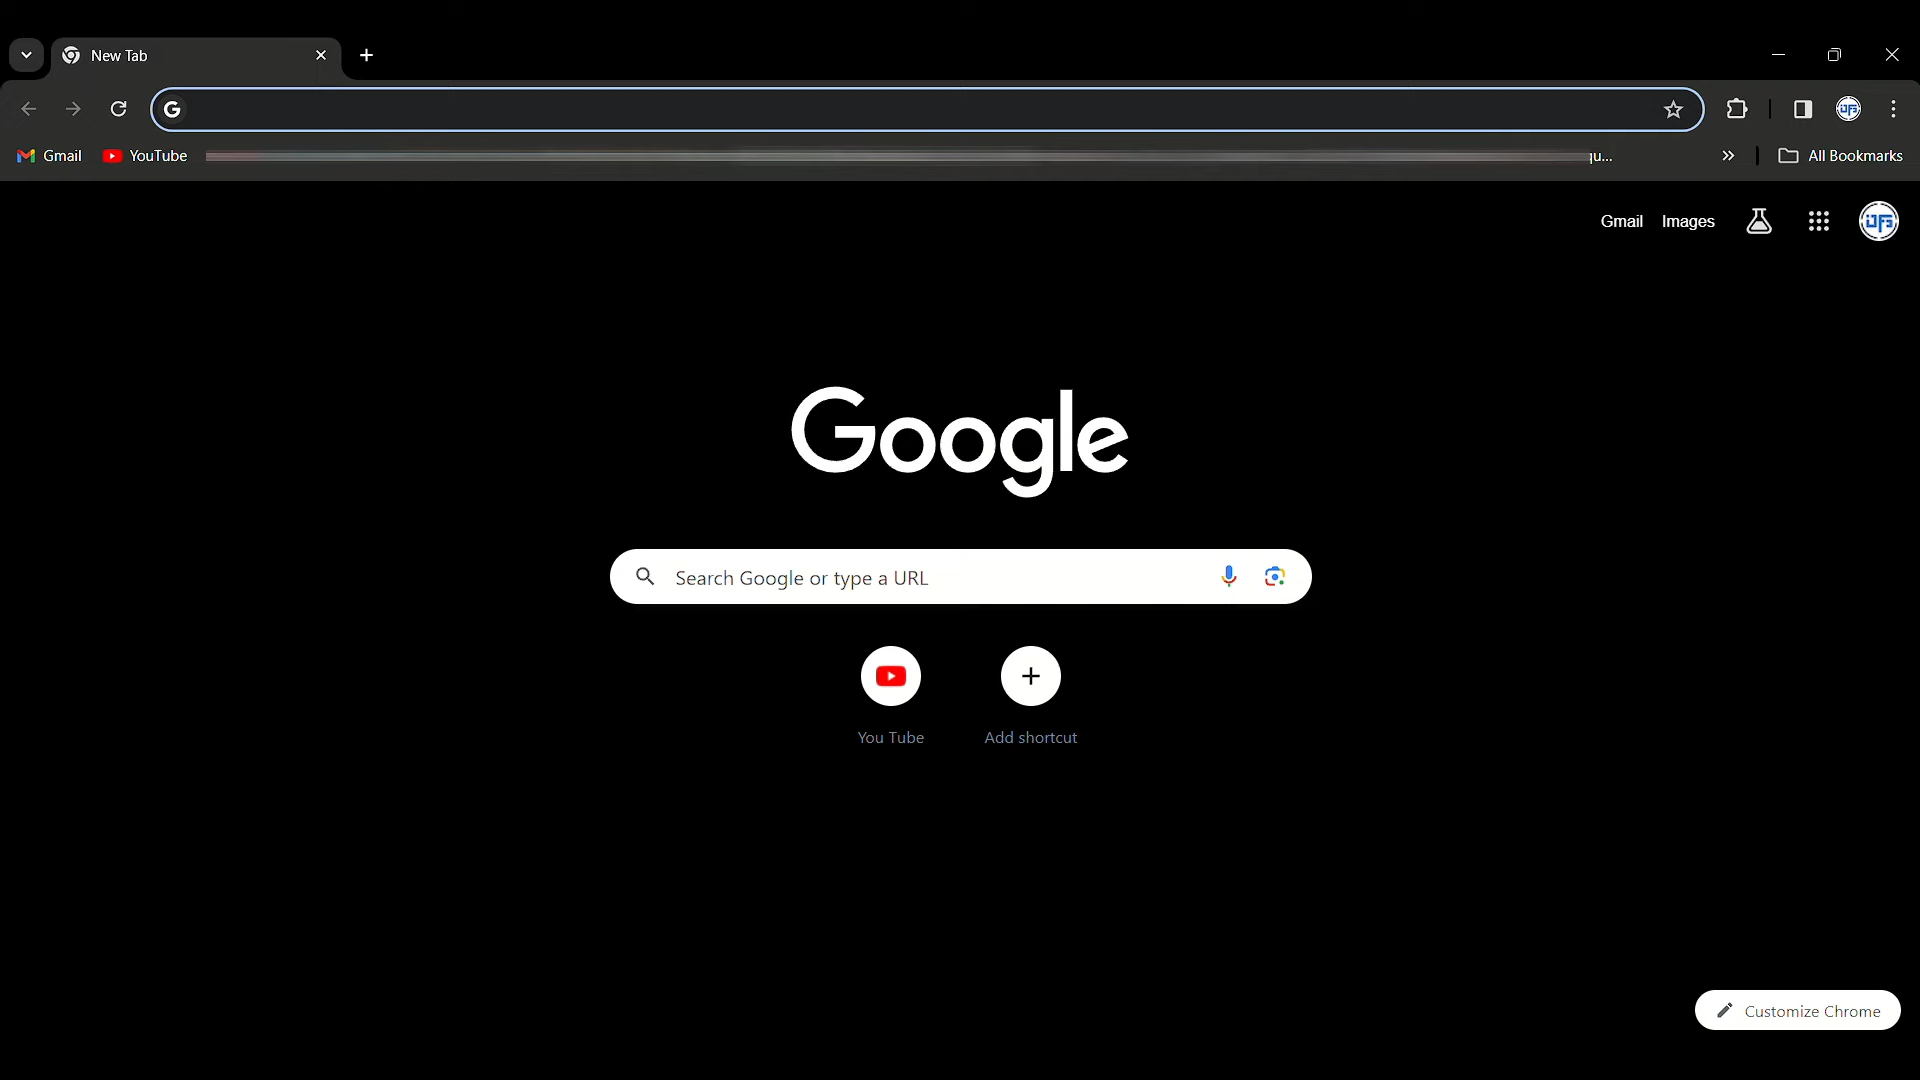 New Tab
Gmail YouTube All Bookmarks
Gmail Images
Google
Search Google or type a URL
You Tube Add shortcut
Customize Chrome